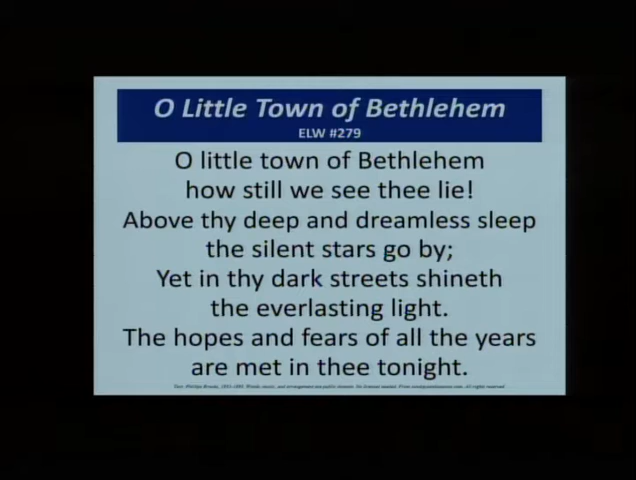 O Little Town of Bethlehem
ELW #279
O little town of Bethlehem
how still we see thee lie!
Above thy deep and dreamless sleep
the silent stars go by;
Yet in thy dark streets shineth
the everlasting light.
The hopes and fears of all the years
are met in thee tonight.